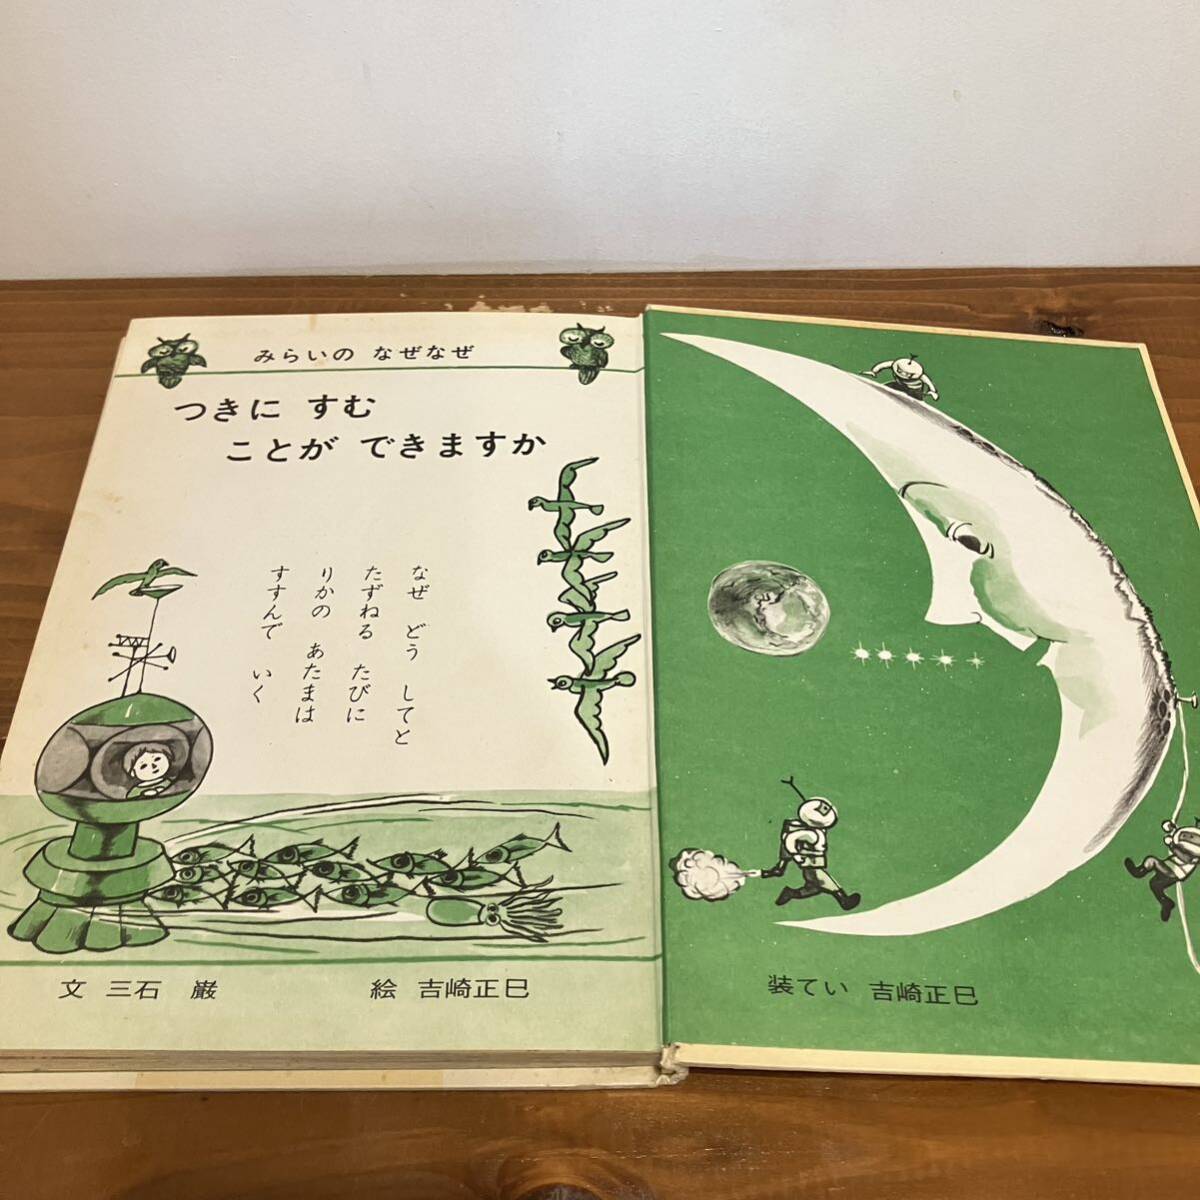 みらいの なぜなぜ
つきに すむ
ことが できますか
なぜ どう してと
たずねる たびに
りかの あたまは
すすんで いく
文 三石 巌
絵 吉崎正巳
装てい 吉崎正巳